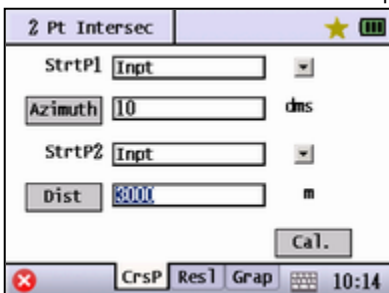 2 Pt Intersec
StrtP1 Inpt
Azimuth 10 dms
StrtP2 Inpt
Dist 3000 m
Cal.
CrsP Resl Grap 10:14